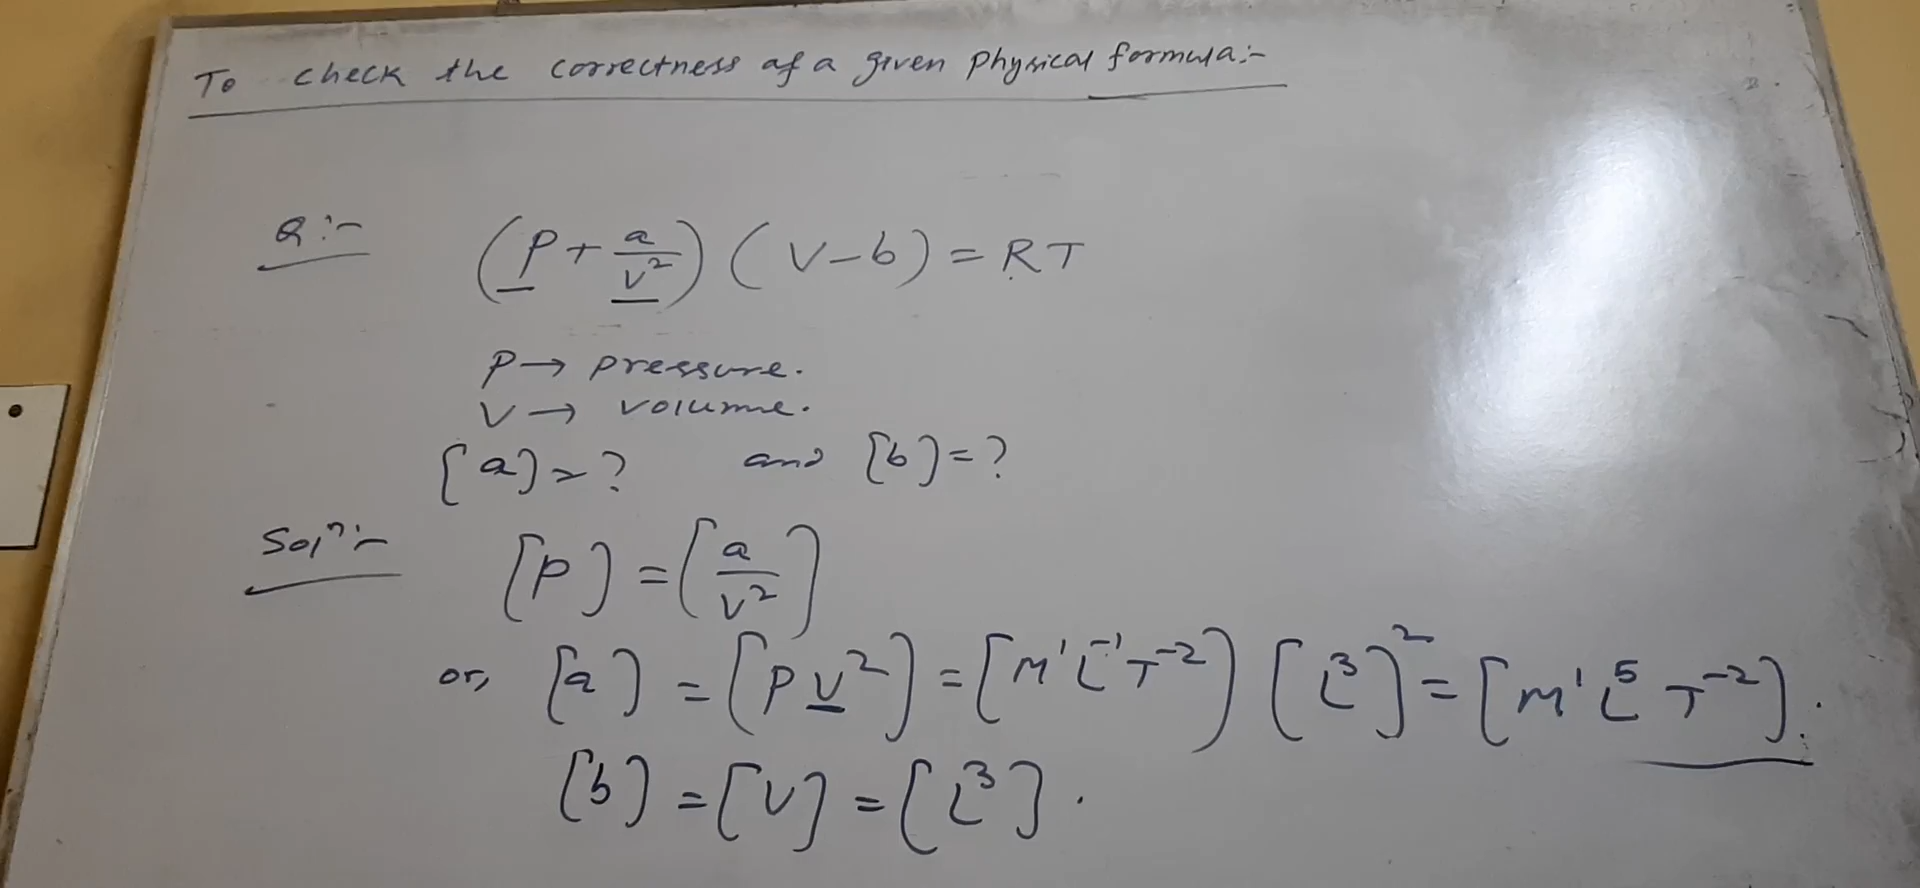 To check the correctness of a given physical formula:-
Q:- (P + a/V²) (V-b) = RT
P → pressure.
V → volume.
[a] = ? and [b] = ?
Solⁿ:- [P] = [a/V²]
or, [a] = [PV²] = [M¹L⁻¹T⁻²] [L³]² = [M¹L⁵T⁻²].
[b] = [V] = [L³].